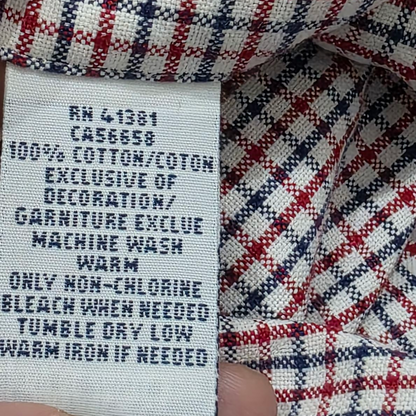 RN 41381
CA56658
100% COTTON/COTON
EXCLUSIVE OF
DECORATION/
GARNITURE EXCLUE
MACHINE WASH
WARM
ONLY NON-CHLORINE
BLEACH WHEN NEEDED
TUMBLE DRY LOW
WARM IRON IF NEEDED